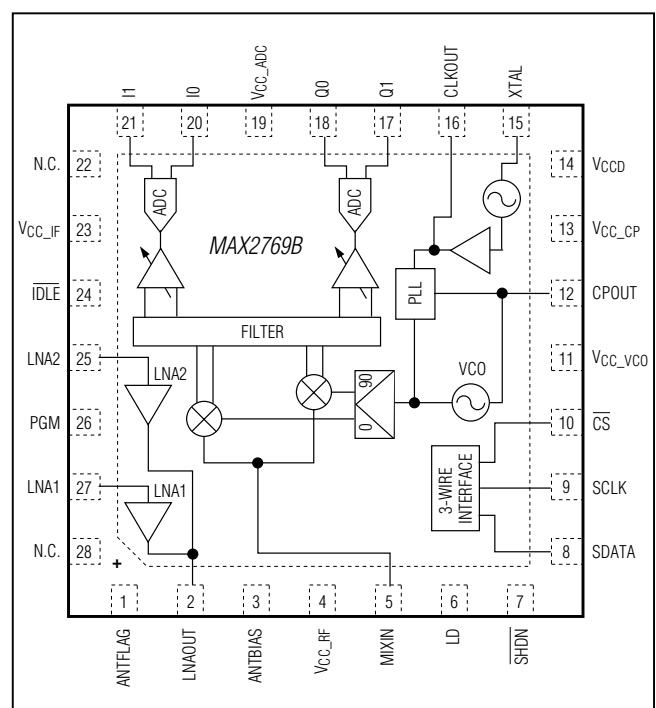 I1
I0
VCC_ADC
Q0
Q1
CLKOUT
XTAL
21
20
19
18
17
16
15
N.C.
22
14
VCCD
ADC
ADC
VCC_IF
23
MAX2769B
13
VCC_CP
IDLE
24
PLL
12
CPOUT
FILTER
LNA2
25
LNA2
90
0
VCO
11
VCC_VCO
PGM
26
10
CS
LNA1
27
LNA1
3-WIRE
INTERFACE
9
SCLK
N.C.
28
8
SDATA
+
1
2
3
4
5
6
7
ANTFLAG
LNAOUT
ANTBIAS
VCC_RF
MIXIN
LD
SHDN